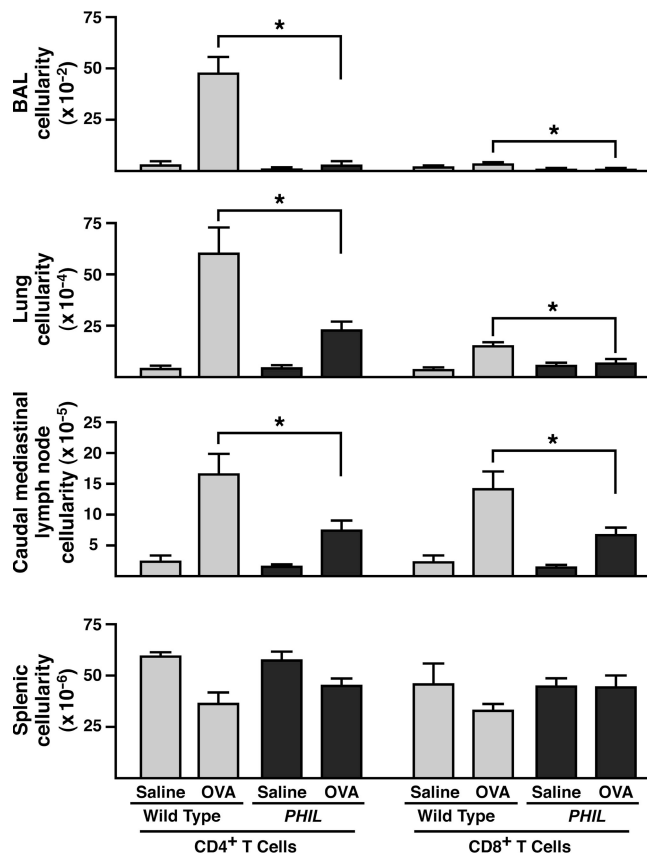 BAL
cellularity
(x 10⁻²)
75
50
25
*
*
Lung
cellularity
(x 10⁻⁴)
75
50
25
*
*
Caudal mediastinal
lymph node
cellularity (x 10⁻⁵)
25
20
15
10
5
*
*
Splenic
cellularity
(x 10⁻⁶)
75
50
25
Saline OVA Saline OVA Saline OVA Saline OVA
Wild Type PHIL Wild Type PHIL
CD4⁺ T Cells CD8⁺ T Cells